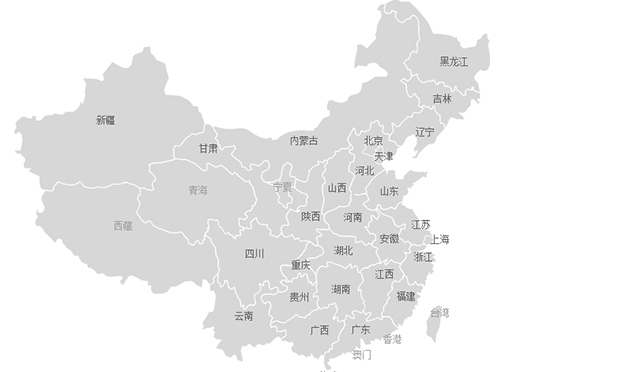 黑龙江
吉林
新疆
辽宁
内蒙古
北京
甘肃
天津
河北
宁夏
山西
青海
山东
陕西
河南
西藏
江苏
安徽
上海
四川
湖北
浙江
重庆
江西
湖南
贵州
福建
云南
台湾
广西
广东
香港
澳门